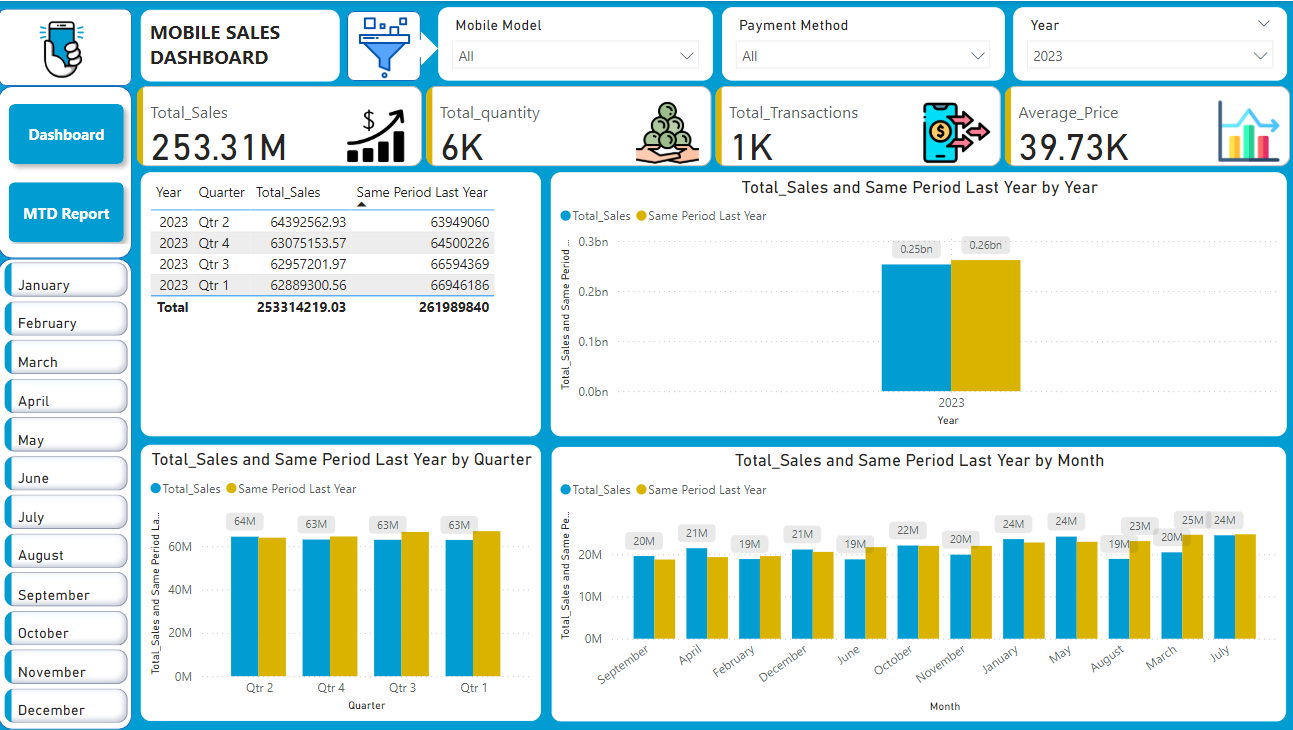 MOBILE SALES
DASHBOARD
Mobile Model
All
Payment Method
All
Year
2023
Dashboard
MTD Report
January
February
March
April
May
June
July
August
September
October
November
December
Total_Sales
253.31M
$
Total_quantity
6K
Total_Transactions
1K
$
Average_Price
39.73K
Year Quarter Total_Sales Same Period Last Year
2023 Qtr 2 64392562.93 63949060
2023 Qtr 4 63075153.57 64500226
2023 Qtr 3 62957201.97 66594369
2023 Qtr 1 62889300.56 66946186
Total 253314219.03 261989840
Total_Sales and Same Period Last Year by Year
Total_Sales Same Period Last Year
Total_Sales and Same Period ...
0.3bn
0.2bn
0.1bn
0.0bn
0.25bn 0.26bn
2023
Year
Total_Sales and Same Period Last Year by Quarter
Total_Sales Same Period Last Year
Total_Sales and Same Period La...
60M
40M
20M
0M
64M 63M 63M 63M
Qtr 2 Qtr 4 Qtr 3 Qtr 1
Quarter
Total_Sales and Same Period Last Year by Month
Total_Sales Same Period Last Year
Total_Sales and Same Pe...
20M
10M
0M
20M 21M 19M 21M 19M 22M 20M 24M 24M 19M 23M 20M 25M 24M
September April February December June October November January May August March July
Month